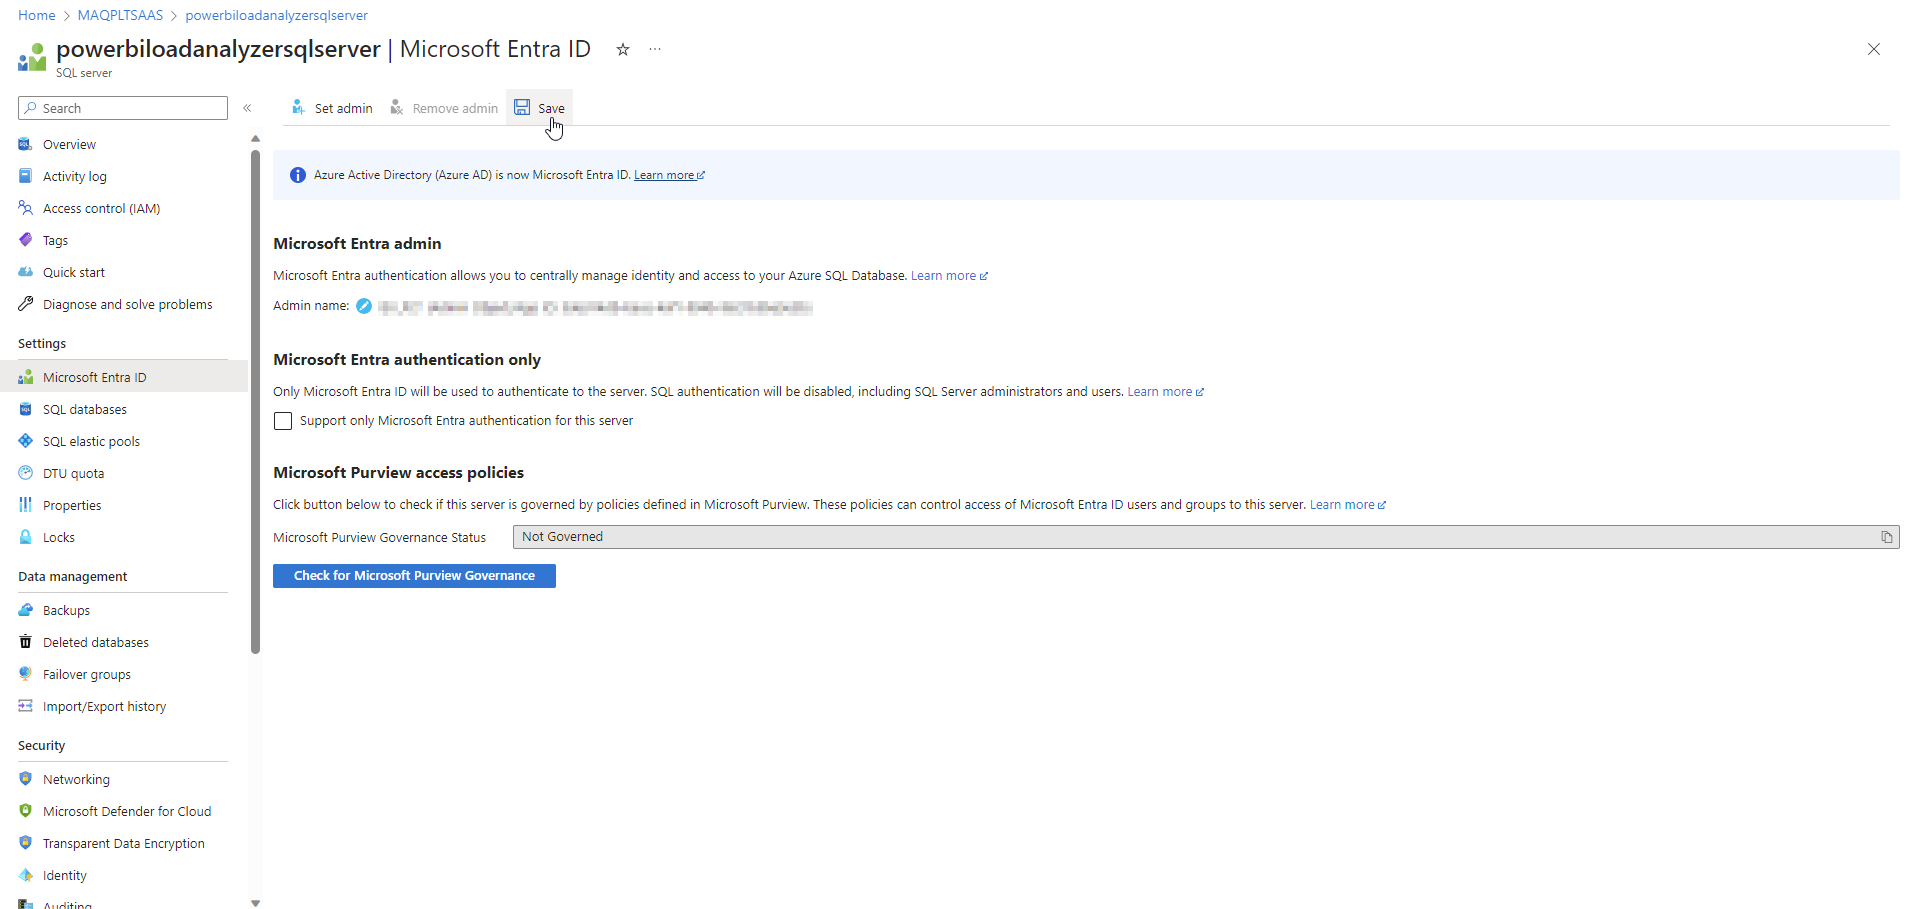 Home > MAQPLTSAAS > powerbiloadanalyzersqlserver
powerbiloadanalyzersqlserver | Microsoft Entra ID
SQL server
Search
Set admin Remove admin Save
Overview
Activity log
Access control (IAM)
Tags
Quick start
Diagnose and solve problems
Settings
Microsoft Entra ID
SQL databases
SQL elastic pools
DTU quota
Properties
Locks
Data management
Backups
Deleted databases
Failover groups
Import/Export history
Security
Networking
Microsoft Defender for Cloud
Transparent Data Encryption
Identity
Auditing
Azure Active Directory (Azure AD) is now Microsoft Entra ID. Learn more
Microsoft Entra admin
Microsoft Entra authentication allows you to centrally manage identity and access to your Azure SQL Database. Learn more
Admin name:
Microsoft Entra authentication only
Only Microsoft Entra ID will be used to authenticate to the server. SQL authentication will be disabled, including SQL Server administrators and users. Learn more
Support only Microsoft Entra authentication for this server
Microsoft Purview access policies
Click button below to check if this server is governed by policies defined in Microsoft Purview. These policies can control access of Microsoft Entra ID users and groups to this server. Learn more
Microsoft Purview Governance Status Not Governed
Check for Microsoft Purview Governance